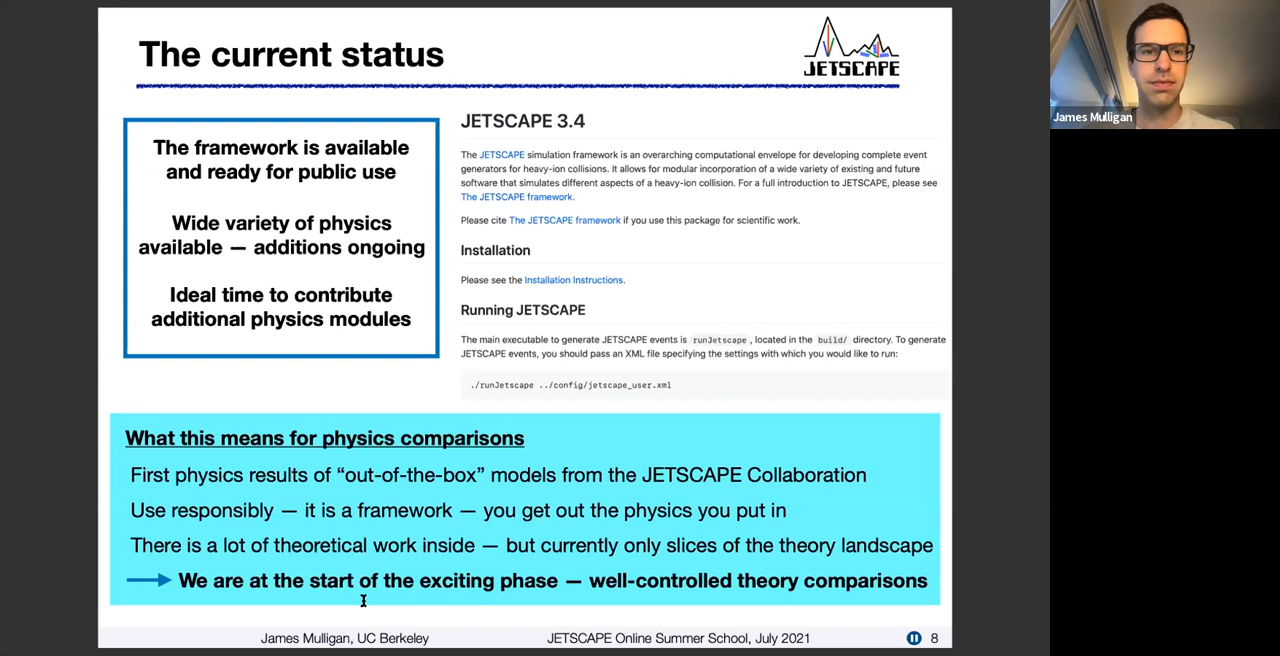 The current status
JETSCAPE
The framework is available
and ready for public use
Wide variety of physics
available — additions ongoing
Ideal time to contribute
additional physics modules
JETSCAPE 3.4
The JETSCAPE simulation framework is an overarching computational envelope for developing complete event
generators for heavy-ion collisions. It allows for modular incorporation of a wide variety of existing and future
software that simulates different aspects of a heavy-ion collision. For a full introduction to JETSCAPE, please see
The JETSCAPE framework.
Please cite The JETSCAPE framework if you use this package for scientific work.
Installation
Please see the Installation Instructions.
Running JETSCAPE
The main executable to generate JETSCAPE events is runJetscape, located in the build/ directory. To generate
JETSCAPE events, you should pass an XML file specifying the settings with which you would like to run:
./runJetscape ../config/jetscape_user.xml
What this means for physics comparisons
First physics results of “out-of-the-box” models from the JETSCAPE Collaboration
Use responsibly — it is a framework — you get out the physics you put in
There is a lot of theoretical work inside — but currently only slices of the theory landscape
We are at the start of the exciting phase — well-controlled theory comparisons
James Mulligan, UC Berkeley
JETSCAPE Online Summer School, July 2021
8
James Mulligan